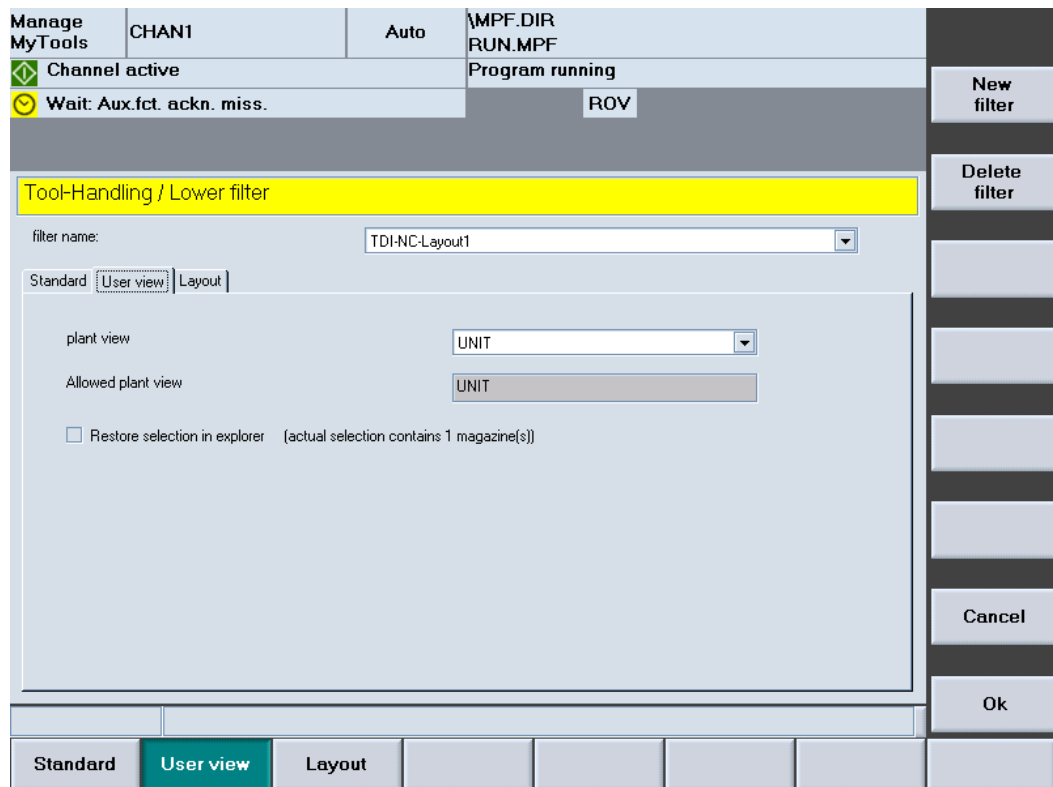 Manage
MyTools
CHAN1
Auto
\MPF.DIR
RUN.MPF
Channel active
Program running
Wait: Aux.fct. ackn. miss.
ROV
New
filter
Delete
filter
Tool-Handling / Lower filter
filter name:
TDI-NC-Layout1
Standard User view Layout
plant view
UNIT
Allowed plant view
UNIT
Restore selection in explorer (actual selection contains 1 magazine(s))
Cancel
Ok
Standard User view Layout